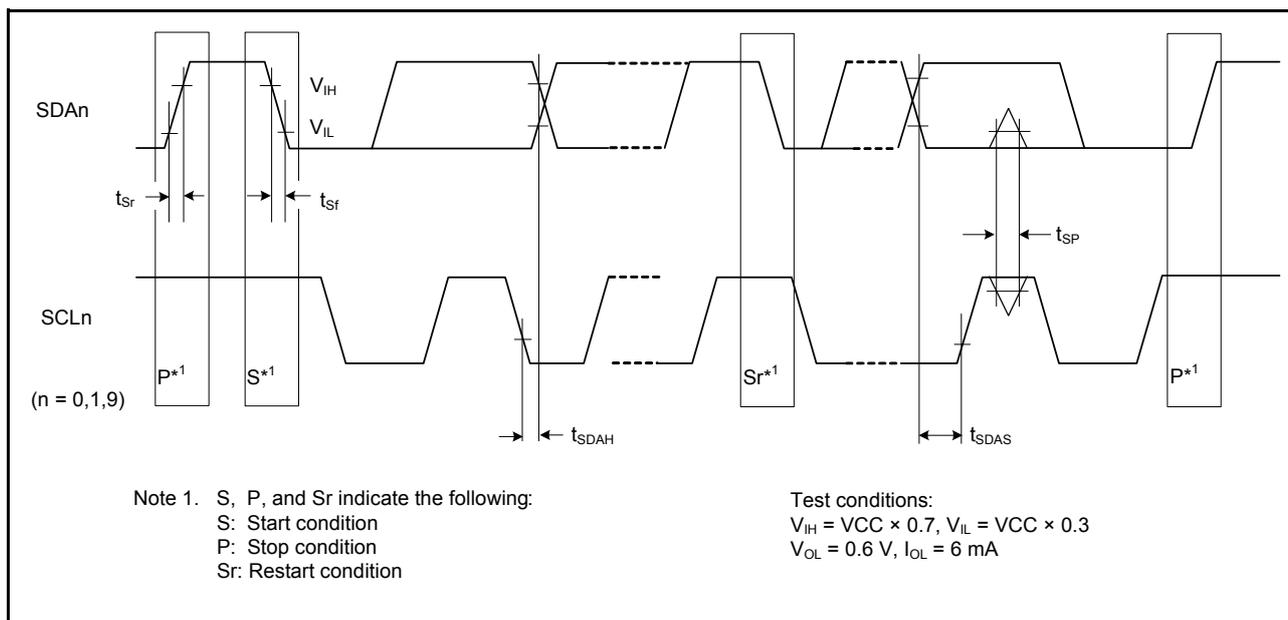 SDAn
V_IH
V_IL
t_Sr
t_Sf
t_SP
SCLn
P*1
S*1
Sr*1
P*1
(n = 0,1,9)
t_SDAH
t_SDAS
Note 1. S, P, and Sr indicate the following:
S: Start condition
P: Stop condition
Sr: Restart condition
Test conditions:
V_IH = VCC × 0.7, V_IL = VCC × 0.3
V_OL = 0.6 V, I_OL = 6 mA